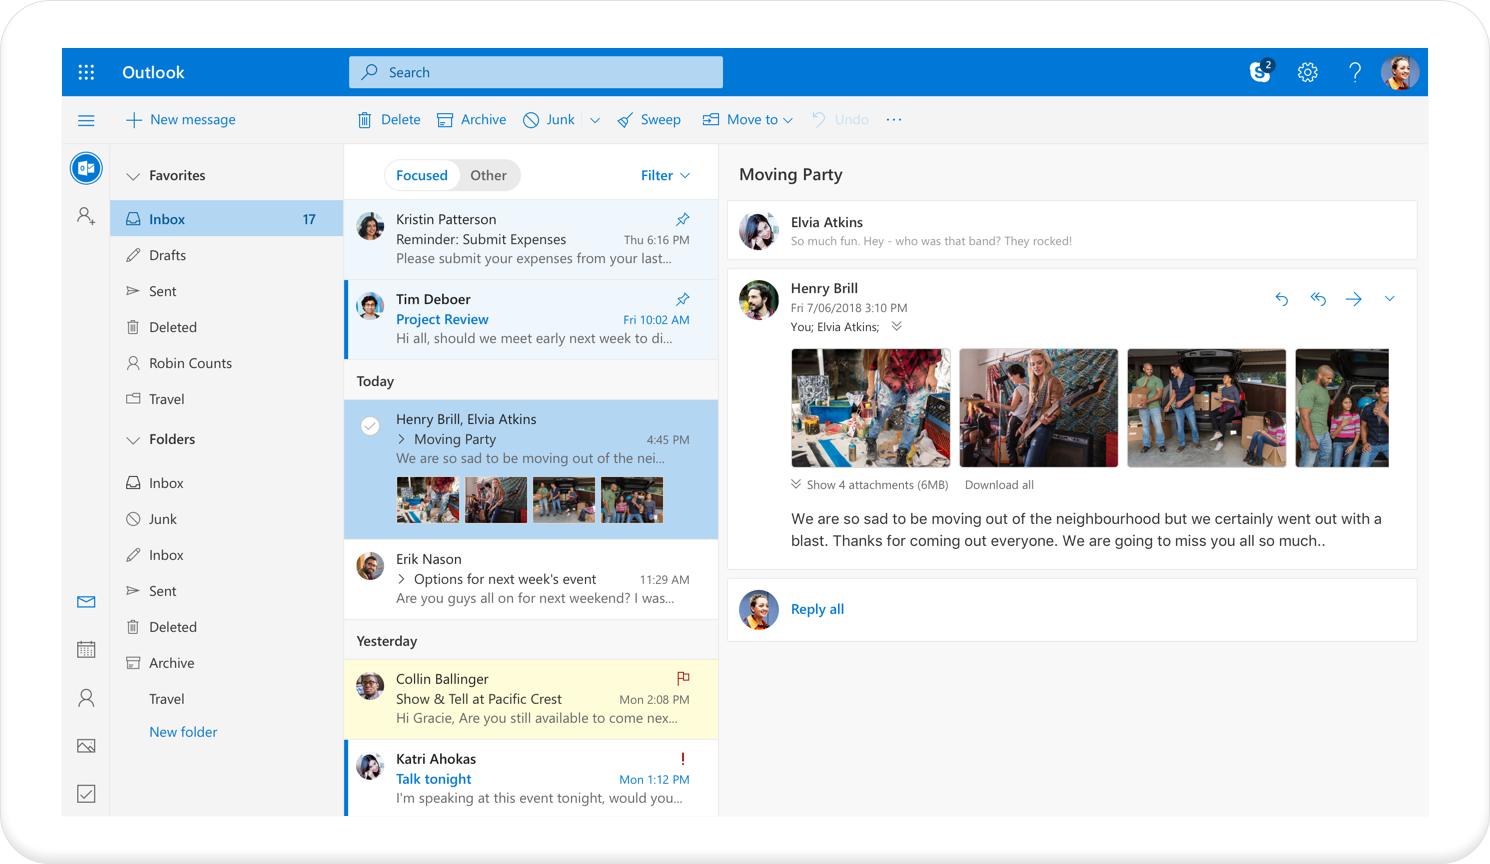 Outlook
Search
2
New message
Delete
Archive
Junk
Sweep
Move to
Undo
Favorites
Inbox 17
Drafts
Sent
Deleted
Robin Counts
Travel
Folders
Inbox
Junk
Inbox
Sent
Deleted
Archive
Travel
New folder
Focused
Other
Filter
Kristin Patterson
Reminder: Submit Expenses Thu 6:16 PM
Please submit your expenses from your last...
Tim Deboer
Project Review Fri 10:02 AM
Hi all, should we meet early next week to di...
Today
Henry Brill, Elvia Atkins
Moving Party 4:45 PM
We are so sad to be moving out of the nei...
Erik Nason
Options for next week's event 11:29 AM
Are you guys all on for next weekend? I was...
Yesterday
Collin Ballinger
Show & Tell at Pacific Crest Mon 2:08 PM
Hi Gracie, Are you still available to come nex...
Katri Ahokas
Talk tonight Mon 1:12 PM
I'm speaking at this event tonight, would you...
Moving Party
Elvia Atkins
So much fun. Hey - who was that band? They rocked!
Henry Brill
Fri 7/06/2018 3:10 PM
You; Elvia Atkins;
Show 4 attachments (6MB) Download all
We are so sad to be moving out of the neighbourhood but we certainly went out with a
blast. Thanks for coming out everyone. We are going to miss you all so much..
Reply all